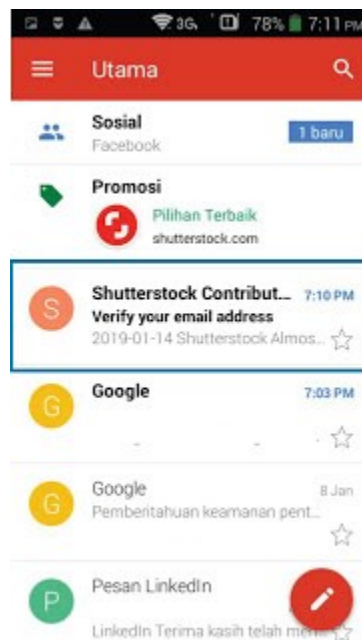 3G 78% 7:11 PM
Utama
Sosial
Facebook
1 baru
Promosi
Pilihan Terbaik
shutterstock.com
S
Shutterstock Contribut... 7:10 PM
Verify your email address
2019-01-14 Shutterstock Almos...
G
Google 7:03 PM
G
Google 8 Jan
Pemberitahuan keamanan pent...
P
Pesan LinkedIn
LinkedIn Terima kasih telah